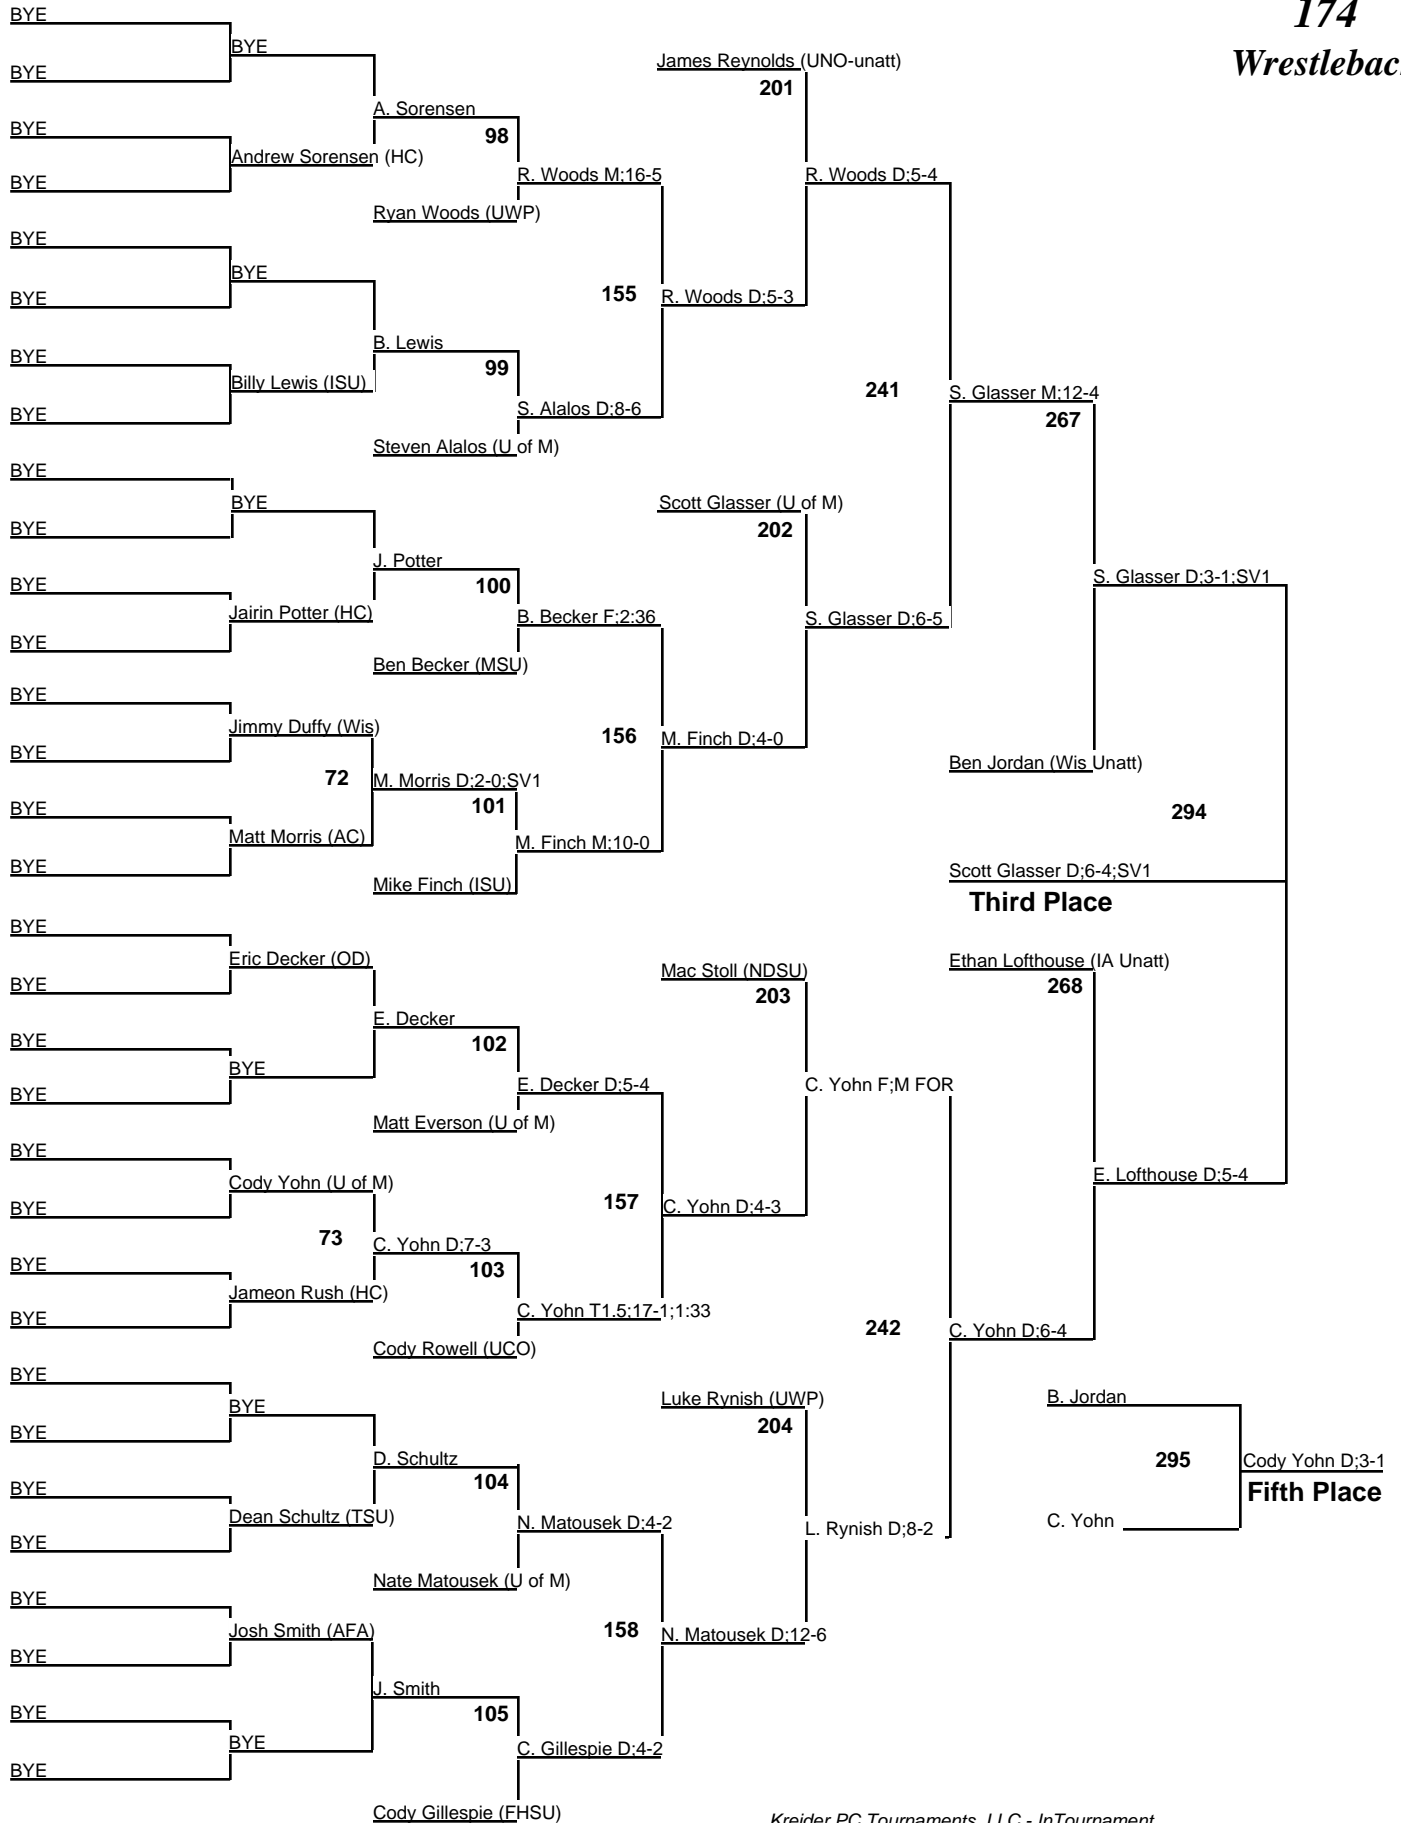 174
Wrestlebac
BYE
BYE
BYE
James Reynolds (UNO-unatt)
BYE
201
A. Sorensen
BYE
98
Andrew Sorensen (HC)
R. Woods M;16-5
R. Woods D;5-4
BYE
Ryan Woods (UWP)
BYE
BYE
155
R. Woods D;5-3
BYE
B. Lewis
BYE
99
Billy Lewis (ISU)
241
S. Glasser M;12-4
BYE
S. Alalos D;8-6
267
Steven Alalos (U of M)
BYE
BYE
Scott Glasser (U of M)
BYE
202
J. Potter
S. Glasser D;3-1;SV1
BYE
100
Jairin Potter (HC)
B. Becker F;2:36
S. Glasser D;6-5
BYE
Ben Becker (MSU)
BYE
Jimmy Duffy (Wis)
156
M. Finch D;4-0
BYE
Ben Jordan (Wis Unatt)
72
M. Morris D;2-0;SV1
BYE
101
294
Matt Morris (AC)
M. Finch M;10-0
BYE
Mike Finch (ISU)
Scott Glasser D;6-4;SV1
Third Place
BYE
Eric Decker (OD)
Mac Stoll (NDSU)
Ethan Lofthouse (IA Unatt)
BYE
203
268
E. Decker
BYE
102
BYE
E. Decker D;5-4
C. Yohn F;M FOR
BYE
Matt Everson (U of M)
BYE
Cody Yohn (U of M)
E. Lofthouse D;5-4
BYE
157
C. Yohn D;4-3
73
C. Yohn D;7-3
BYE
103
Jameon Rush (HC)
C. Yohn T1.5;17-1;1:33
BYE
242
C. Yohn D;6-4
Cody Rowell (UCO)
BYE
BYE
Luke Rynish (UWP)
B. Jordan
BYE
204
D. Schultz
295
Cody Yohn D;3-1
BYE
104
Fifth Place
Dean Schultz (TSU)
N. Matousek D;4-2
L. Rynish D;8-2
C. Yohn
BYE
Nate Matousek (U of M)
BYE
Josh Smith (AFA)
158
N. Matousek D;12-6
BYE
J. Smith
BYE
105
BYE
C. Gillespie D;4-2
BYE
Cody Gillespie (FHSU)
Kreider PC Tournaments, LLC - InTournament